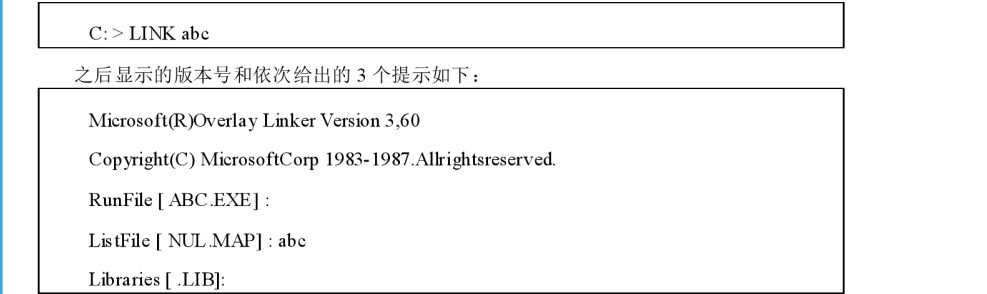 C: > LINK abc
之后显示的版本号和依次给出的 3 个提示如下：
Microsoft(R)Overlay Linker Version 3,60
Copyright(C) MicrosoftCorp 1983-1987.Allrightsreserved.
RunFile [ ABC.EXE] :
ListFile [ NUL.MAP] : abc
Libraries [ .LIB]: